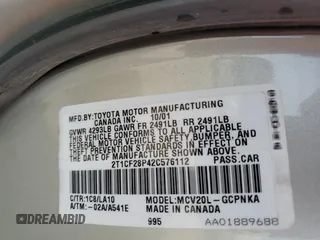 MFD.BY:TOYOTA MOTOR MANUFACTURING
CANADA INC. 10/01
GVWR 4293LB GAWR FR 2491LB RR 2491LB
THIS VEHICLE CONFORMS TO ALL APPLICABLE
FEDERAL MOTOR VEHICLE SAFETY, BUMPER, AND
THEFT PREVENTION STANDARDS IN EFFECT ON
THE DATE OF MANUFACTURE SHOWN ABOVE.
2T1CF28P42C576112 PASS.CAR
C/TR:1C8/LA10 MODEL:MCV20L-GCPNKA
A/TM:-02A/A541E MADE IN CANADA
995 AA01889688
DIRABID